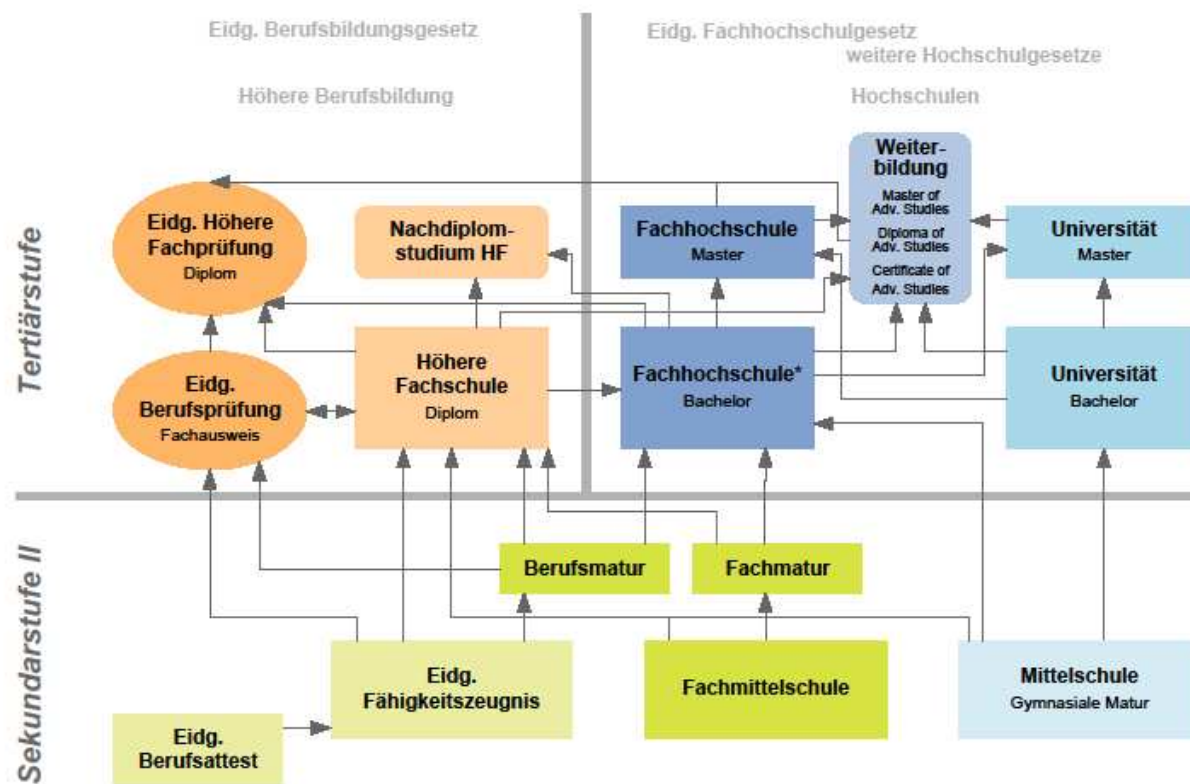 Eidg. Berufsbildungsgesetz
Eidg. Fachhochschulgesetz
weitere Hochschulgesetze
Höhere Berufsbildung
Hochschulen
Tertiärstufe
Eidg. Höhere
Fachprüfung
Diplom
Nachdiplom-
studium HF
Fachhochschule
Master
Weiter-
bildung
Master of
Adv. Studies
Diploma of
Adv. Studies
Certificate of
Adv. Studies
Universität
Master
Eidg.
Berufsprüfung
Fachausweis
Höhere
Fachschule
Diplom
Fachhochschule*
Bachelor
Universität
Bachelor
Sekundarstufe II
Berufsmatur
Fachmatur
Eidg.
Fähigkeitszeugnis
Fachmittelschule
Mittelschule
Gymnasiale Matur
Eidg.
Berufsattest